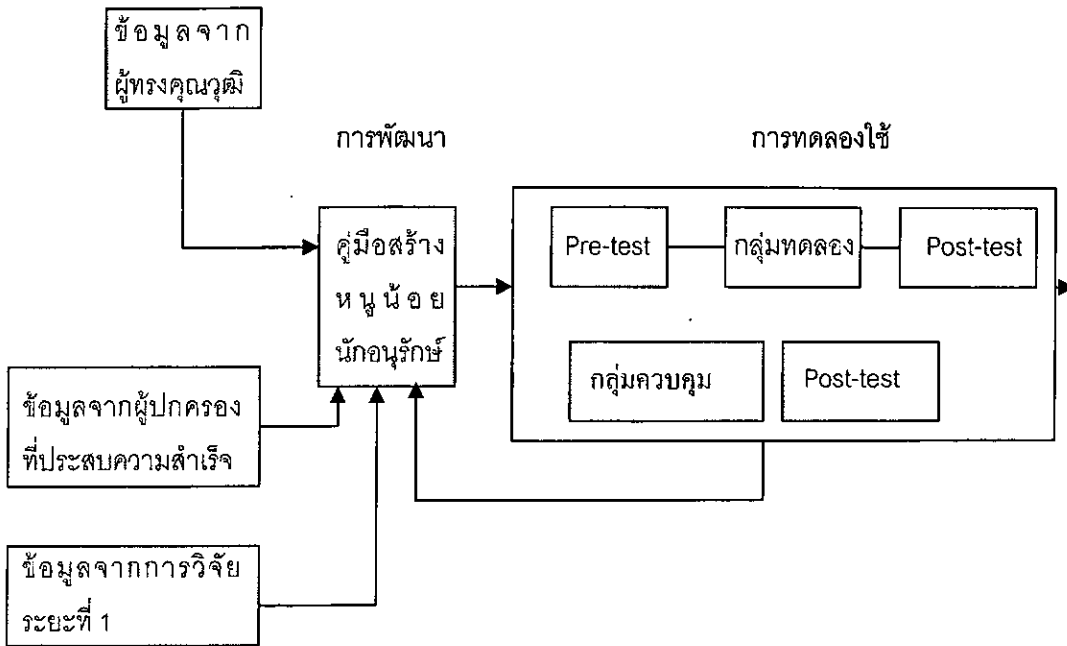 ข้อมูลจาก
ผู้ทรงคุณวุฒิ
การพัฒนา
การทดลองใช้
คู่มือสร้าง
หนูน้อย
นักอนุรักษ์
Pre-test
กลุ่มทดลอง
Post-test
กลุ่มควบคุม
Post-test
ข้อมูลจากผู้ปกครอง
ที่ประสบความสำเร็จ
ข้อมูลจากการวิจัย
ระยะที่ 1